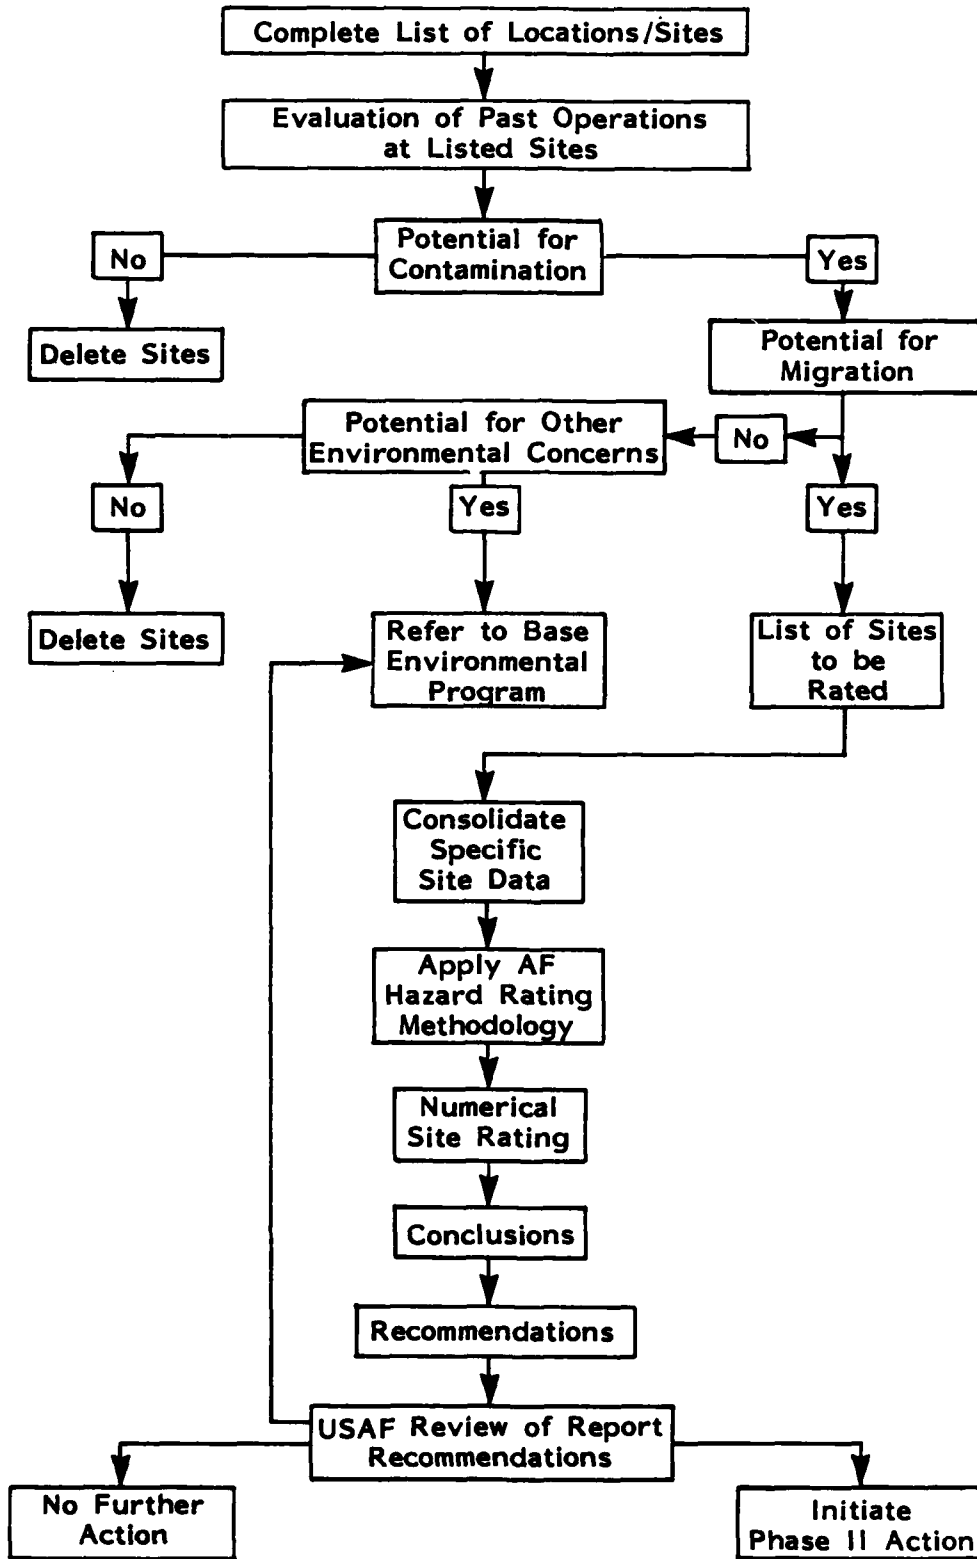 Complete List of Locations/Sites
Evaluation of Past Operations
at Listed Sites
Potential for
Contamination
No
Yes
Delete Sites
Potential for
Migration
Potential for Other
Environmental Concerns
No
No
Yes
Yes
Delete Sites
Refer to Base
Environmental
Program
List of Sites
to be
Rated
Consolidate
Specific
Site Data
Apply AF
Hazard Rating
Methodology
Numerical
Site Rating
Conclusions
Recommendations
USAF Review of Report
Recommendations
No Further
Action
Initiate
Phase II Action